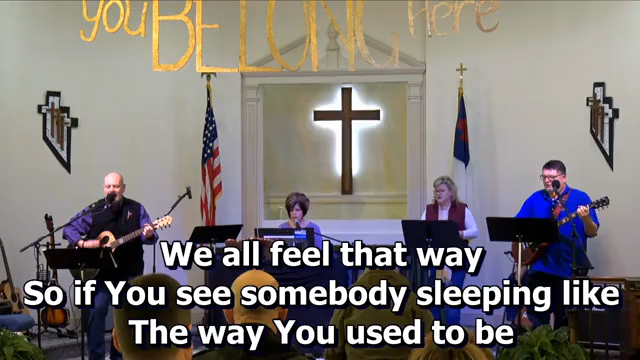 you BELONG here
We all feel that way
So if You see somebody sleeping like
The way You used to be